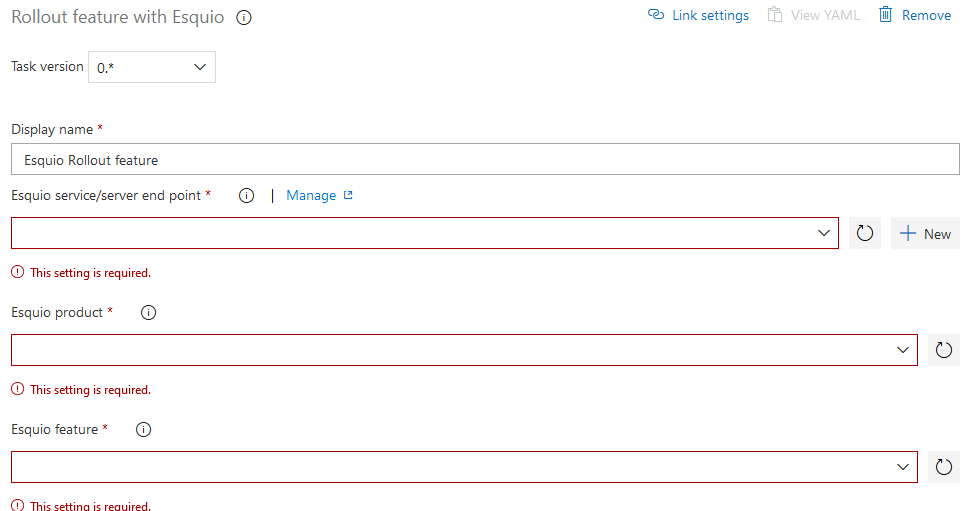 Rollout feature with Esquio
Link settings View YAML Remove
Task version 0.*
Display name *
Esquio Rollout feature
Esquio service/server end point * | Manage
New
This setting is required.
Esquio product *
This setting is required.
Esquio feature *
This setting is required.